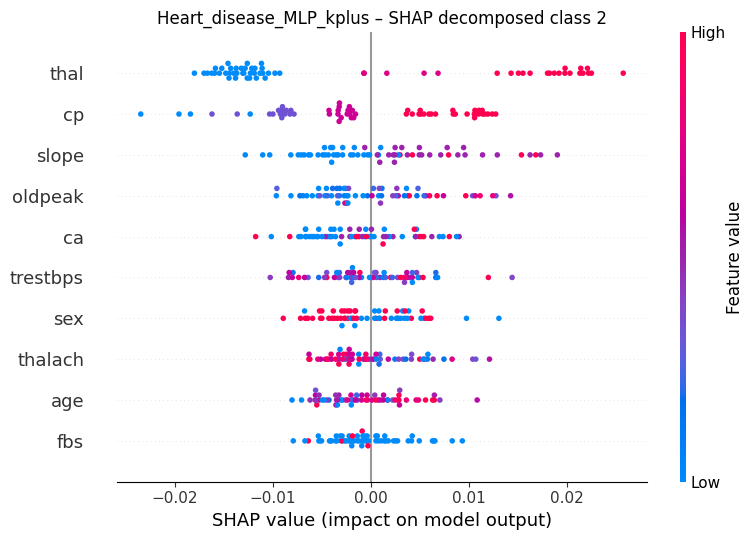 Heart_disease_MLP_kplus – SHAP decomposed class 2
High
thal
cp
slope
oldpeak
ca
trestbps
sex
thalach
age
fbs
Feature value
Low
−0.02 −0.01 0.00 0.01 0.02
SHAP value (impact on model output)